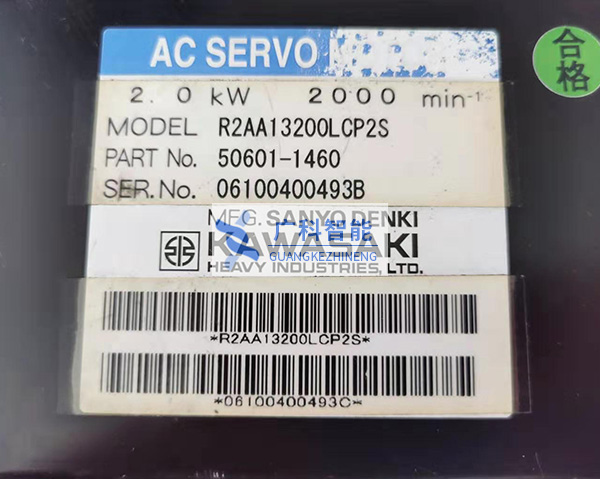 AC SERVO
合格
2.0 kW 2000 min⁻¹
MODEL R2AA13200LCP2S
PART No. 50601-1460
SER.No. 06100400493B
MFG. SANYO DENKI
广科智能
KAWASAKI
GUANGKEZHINENG
HEAVY INDUSTRIES, LTD.
*R2AA13200LCP2S*
*06100400493C*